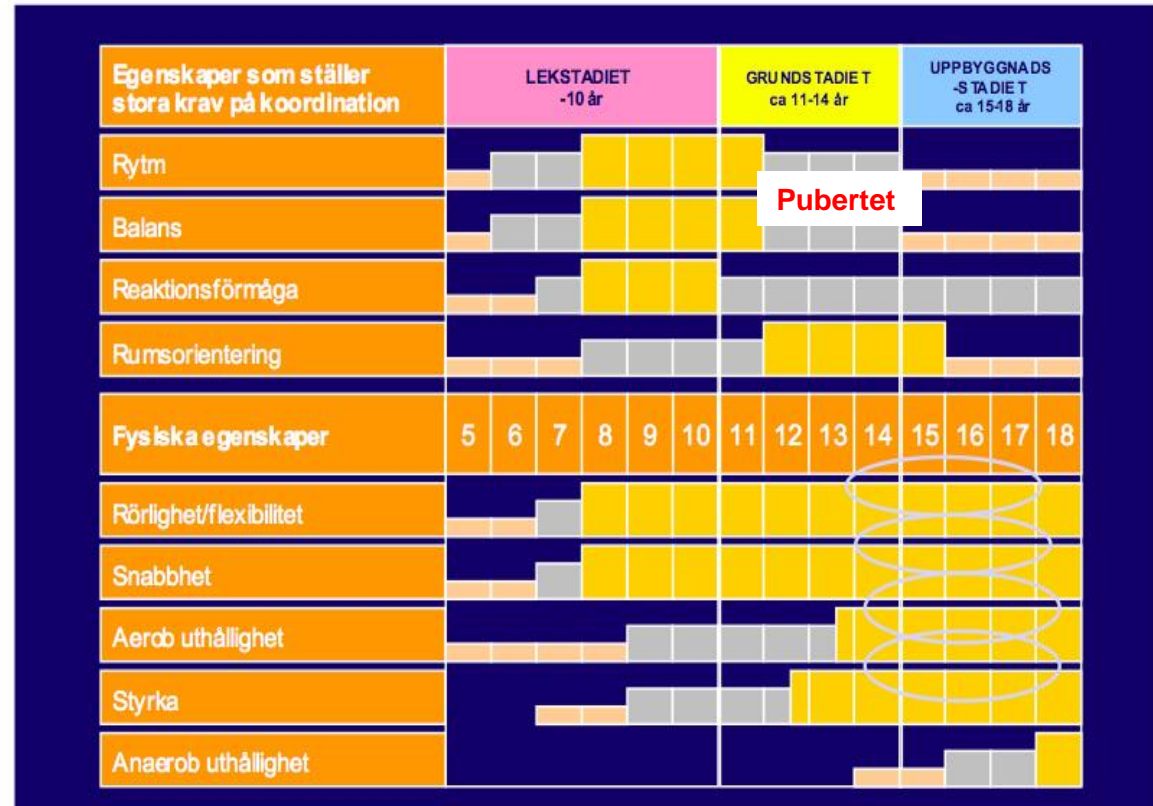 Egenskaper som ställer
stora krav på koordination
LEKSTADIET
-10 år
GRUNDSTADIET
ca 11-14 år
UPPBYGGNADS
-STADIET
ca 15-18 år
Rytm
Pubertet
Balans
Reaktionsförmåga
Rumsorientering
Fysiska egenskaper 5 6 7 8 9 10 11 12 13 14 15 16 17 18
Rörlighet/flexibilitet
Snabbhet
Aerob uthållighet
Styrka
Anaerob uthållighet